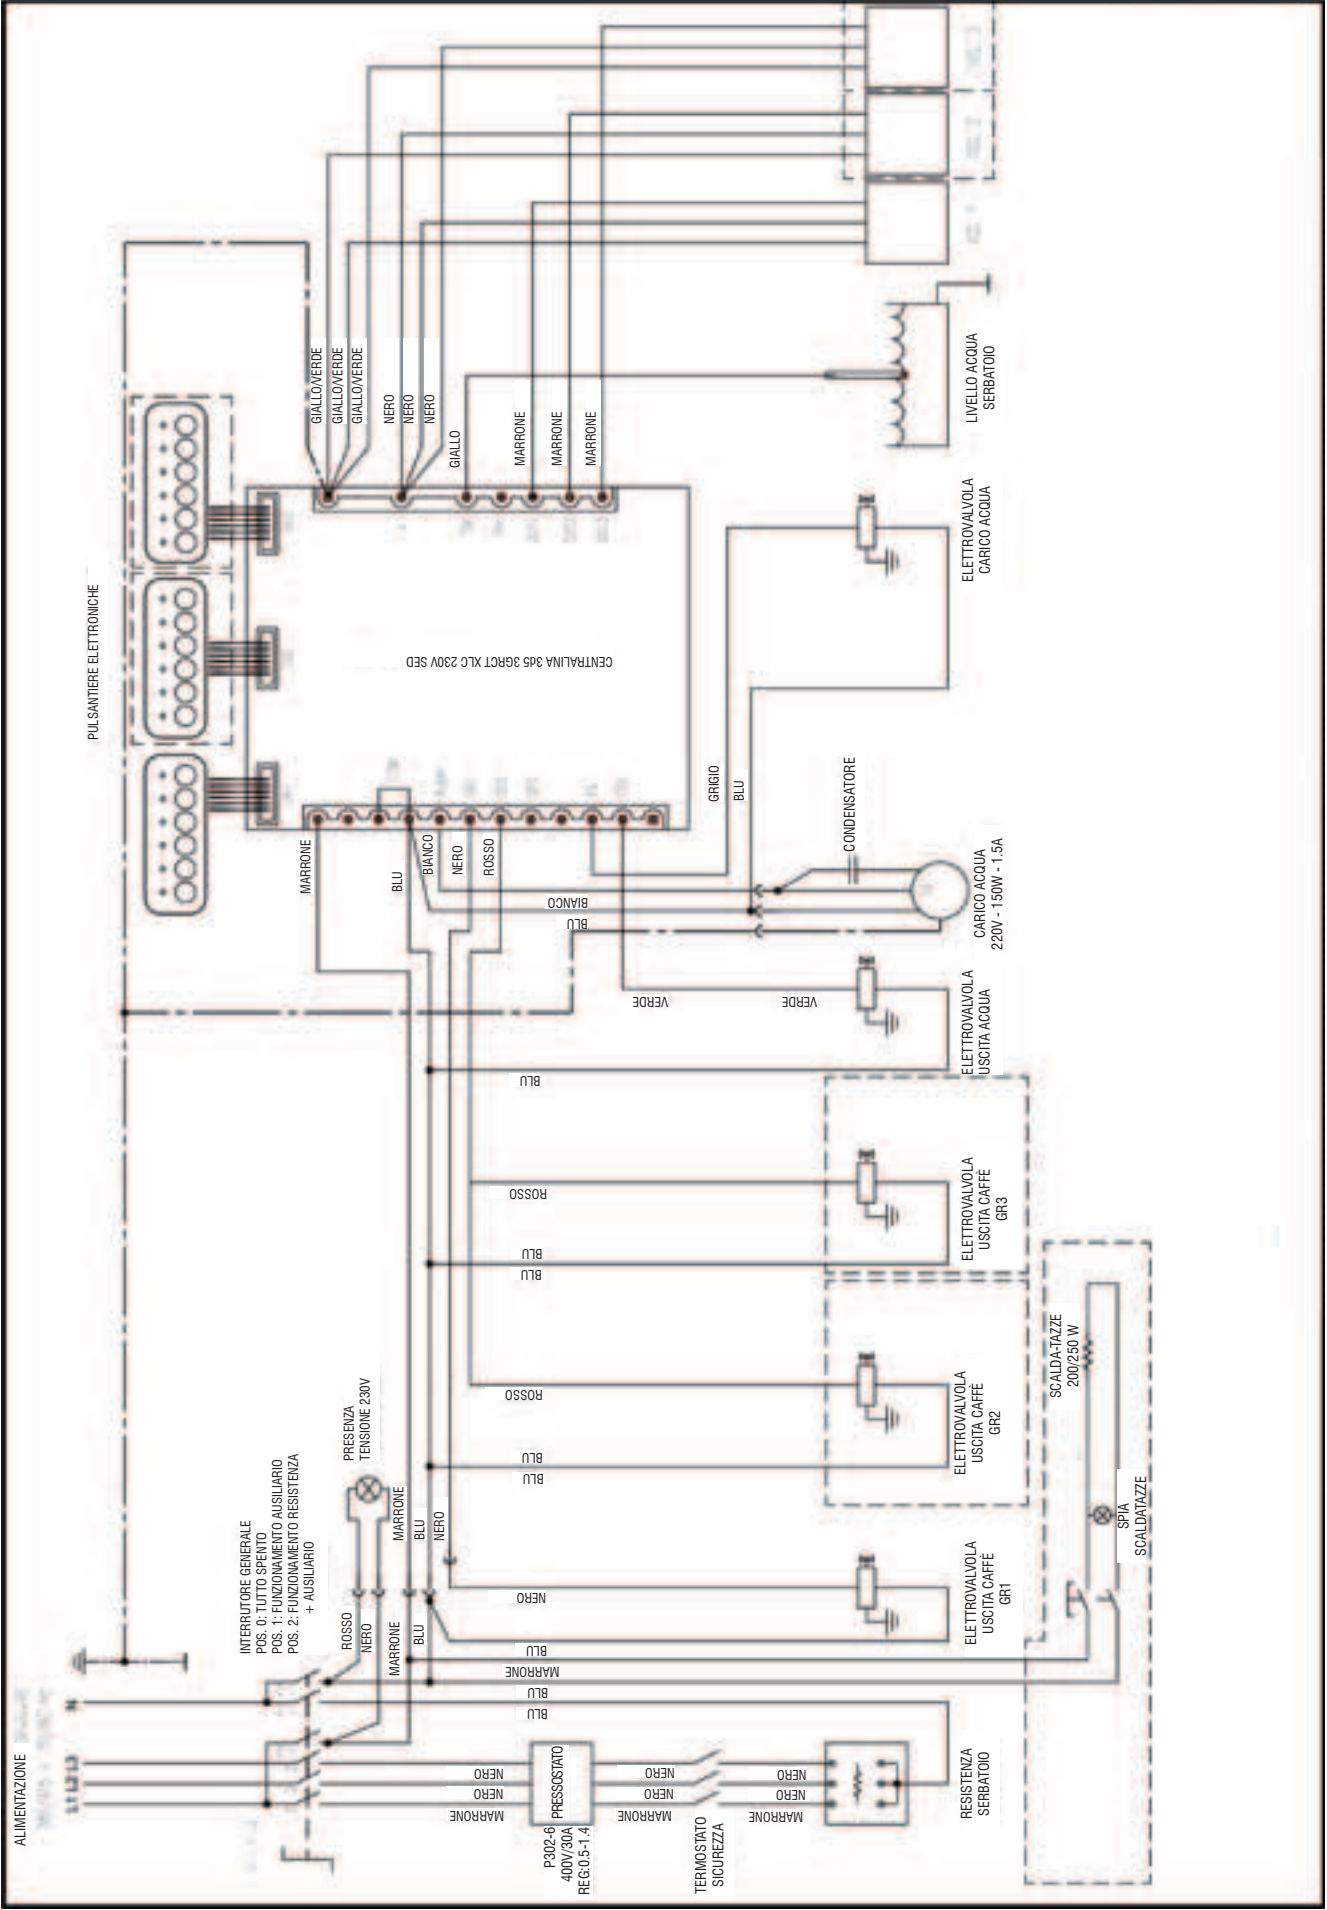 ALIMENTAZIONE
L1 L2 L3
N
INTERRUTORE GENERALE
POS. 0: TUTTO SPENTO
POS. 1: FUNZIONAMENTO AUSILIARIO
POS. 2: FUNZIONAMENTO RESISTENZA
+ AUSILIARIO
PRESENZA
TENSIONE 230V
ROSSO
NERO
MARRONE
BLU
MARRONE
BLU
NERO
PULSANTIERE ELETTRONICHE
CENTRALINA 3d5 3GRCT XLC 230V SED
MARRONE
BLU
BIANCO
NERO
ROSSO
GIALLO/VERDE
GIALLO/VERDE
GIALLO/VERDE
NERO
NERO
NERO
GIALLO
MARRONE
MARRONE
MARRONE
GRIGIO
BLU
BIANCO
BLU
CONDENSATORE
VERDE
VERDE
BLU
ROSSO
BLU
BLU
ROSSO
BLU
BLU
NERO
BLU
MARRONE
BLU
BLU
NERO
NERO
MARRONE
P302-6
400V/30A
REG:0.5-1.4
PRESSOSTATO
NERO
NERO
MARRONE
TERMOSTATO
SICUREZZA
NERO
NERO
MARRONE
RESISTENZA
SERBATOIO
ELETTROVALVOLA
USCITA CAFFÈ
GR1
ELETTROVALVOLA
USCITA CAFFÈ
GR2
ELETTROVALVOLA
USCITA CAFFÈ
GR3
ELETTROVALVOLA
USCITA ACQUA
CARICO ACQUA
220V - 150W - 1.5A
ELETTROVALVOLA
CARICO ACQUA
LIVELLO ACQUA
SERBATOIO
SCALDA-TAZZE
200/250 W
SPIA
SCALDATAZZE